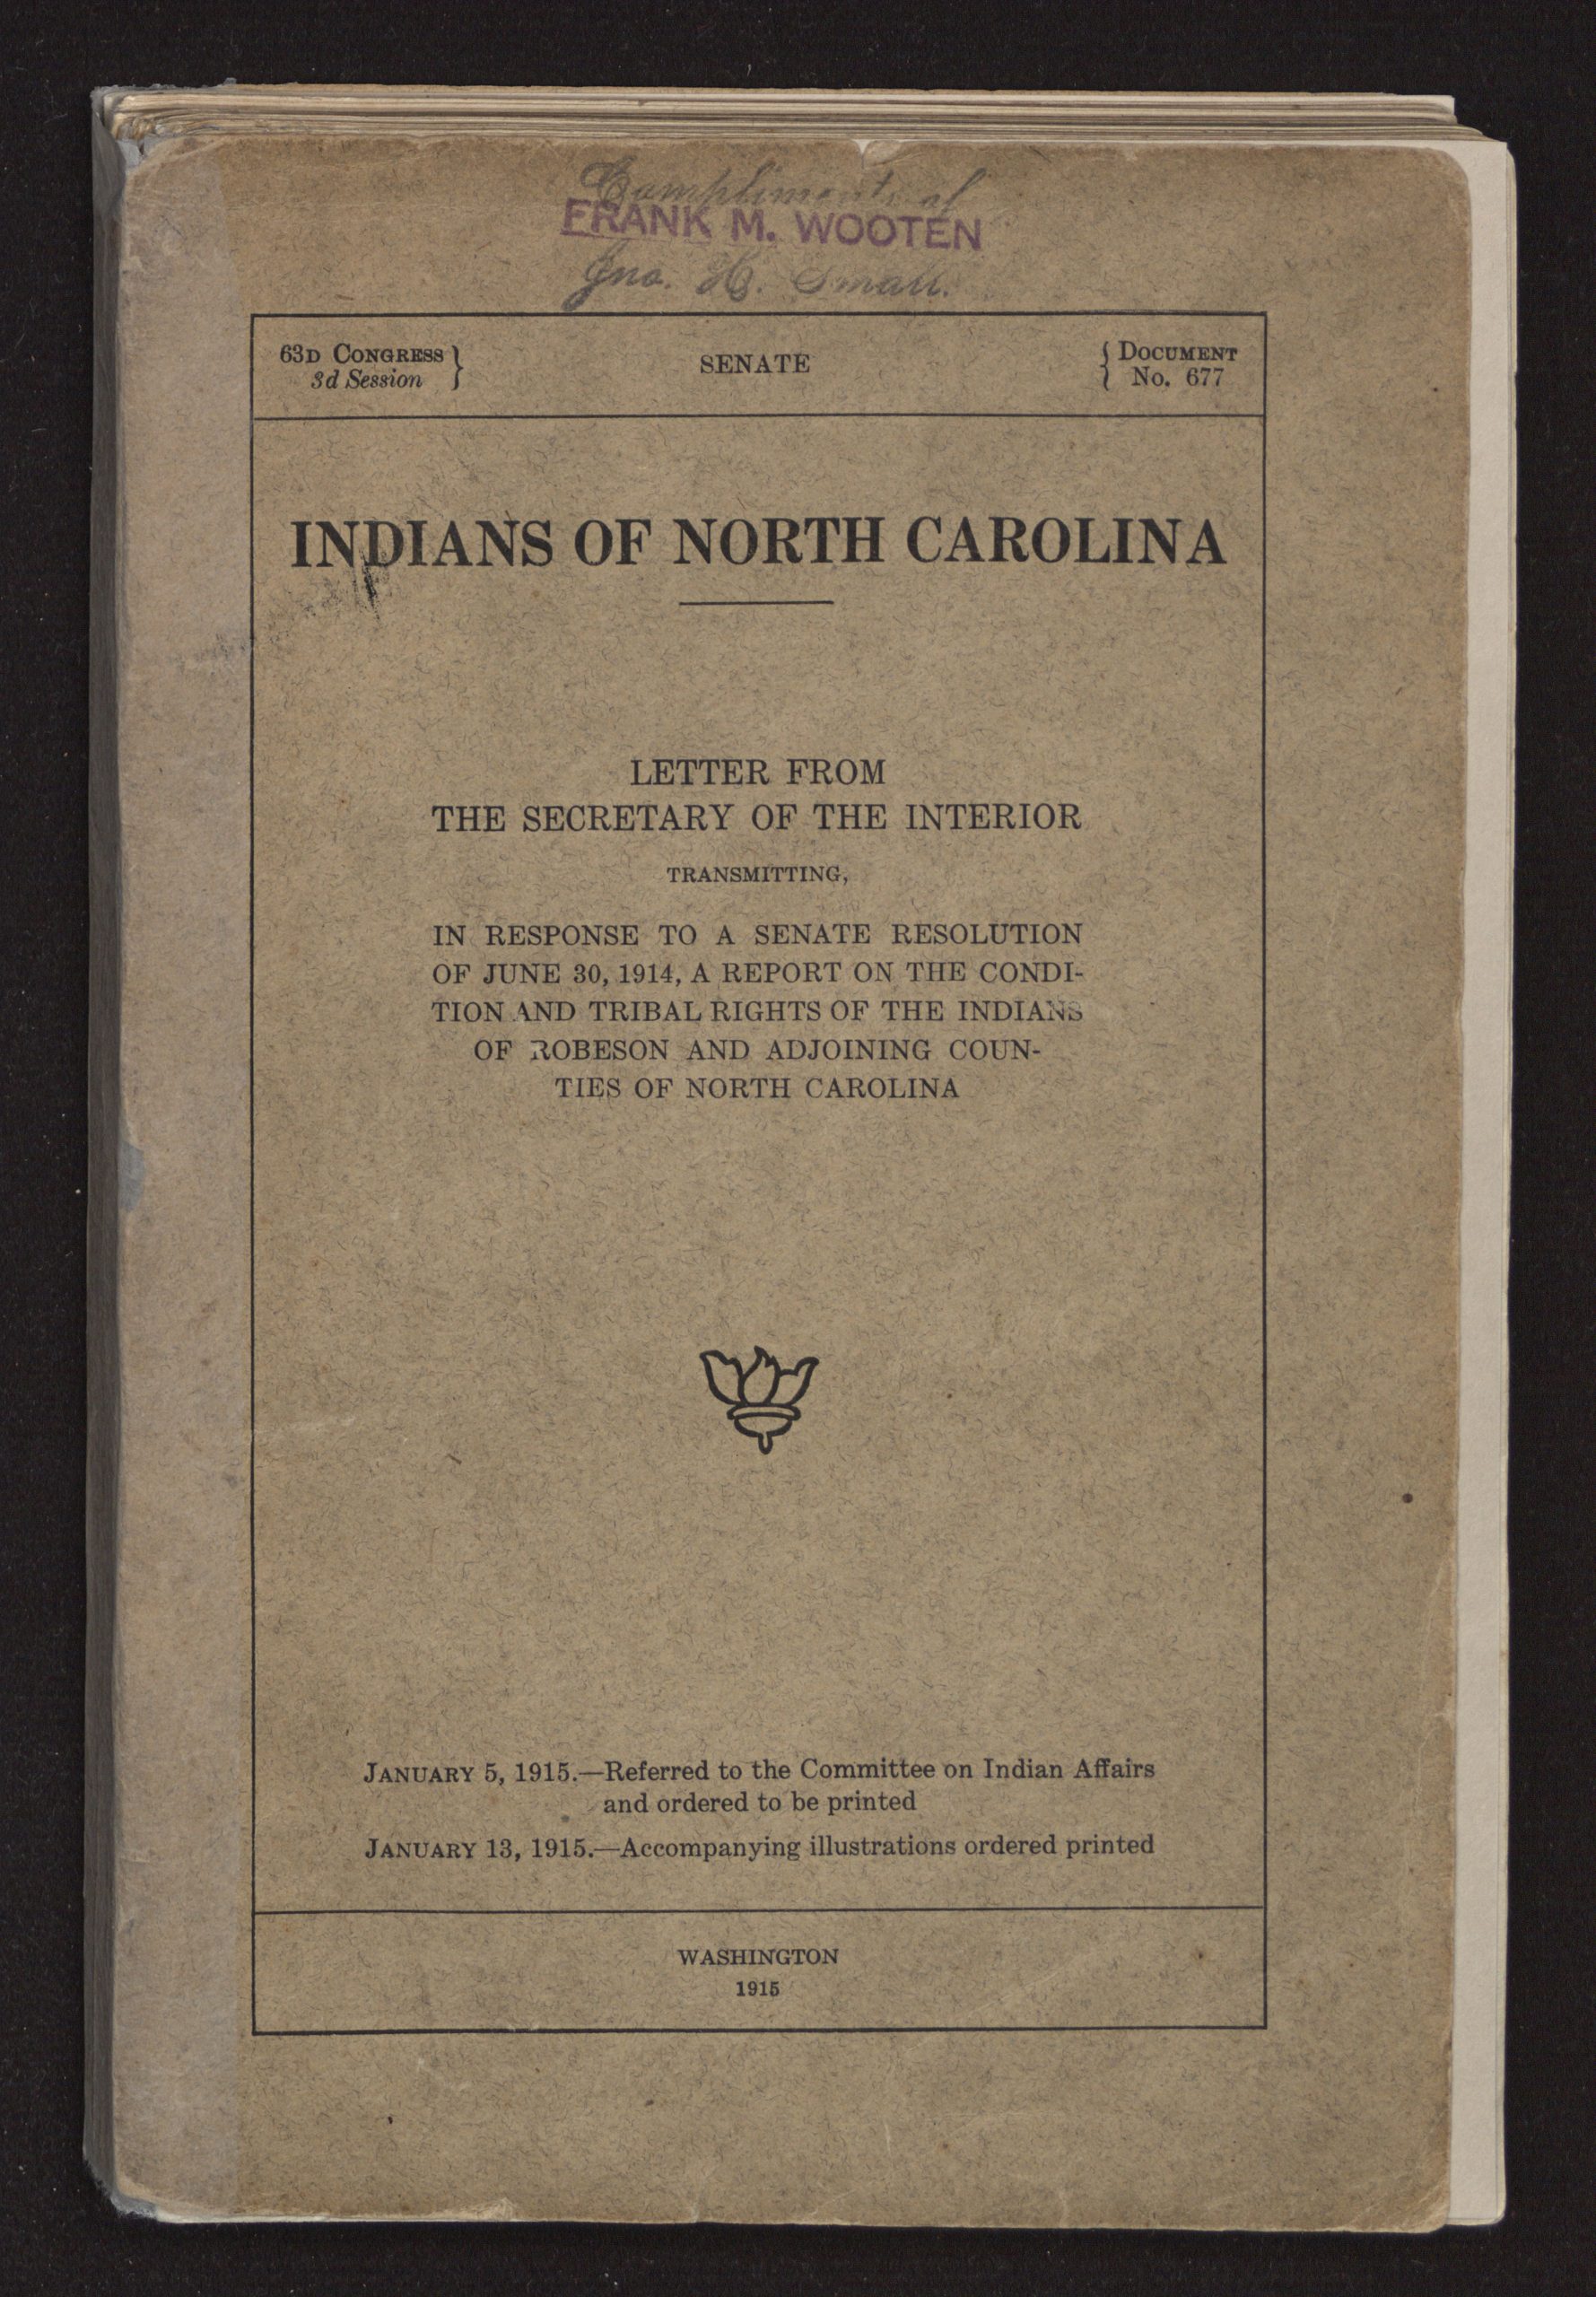 Compliments of
FRANK M. WOOTEN
Jno. H. Small.
63D CONGRESS
3d Session
SENATE
DOCUMENT
No. 677
INDIANS OF NORTH CAROLINA
LETTER FROM
THE SECRETARY OF THE INTERIOR
TRANSMITTING,
IN RESPONSE TO A SENATE RESOLUTION
OF JUNE 30, 1914, A REPORT ON THE CONDI-
TION AND TRIBAL RIGHTS OF THE INDIANS
OF ROBESON AND ADJOINING COUN-
TIES OF NORTH CAROLINA
JANUARY 5, 1915.—Referred to the Committee on Indian Affairs
and ordered to be printed
JANUARY 13, 1915.—Accompanying illustrations ordered printed
WASHINGTON
1915